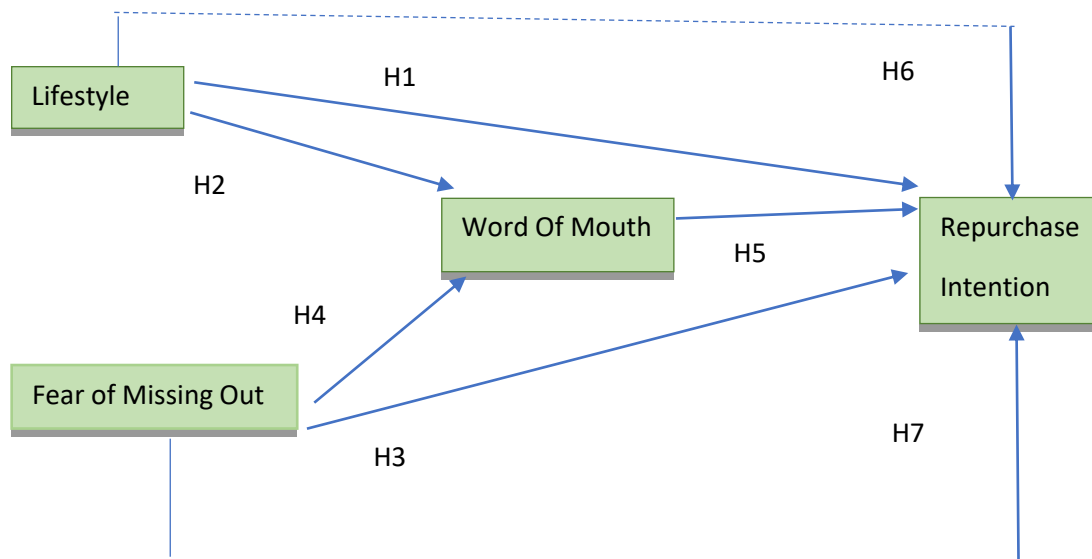 H1
H6
Lifestyle
H2
Word Of Mouth
Repurchase
H5
Intention
H4
Fear of Missing Out
H7
H3